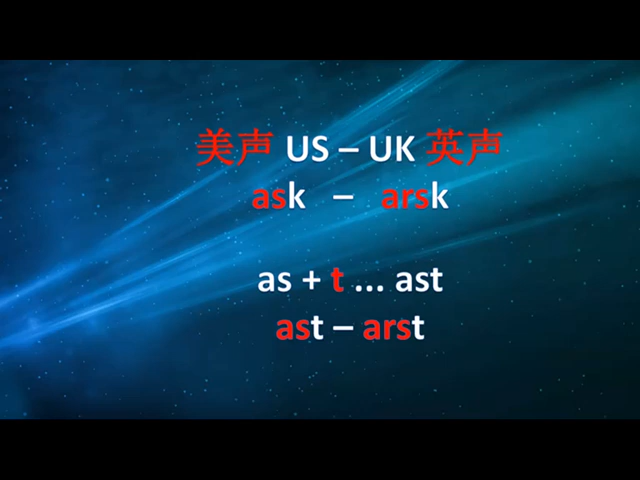 美声 US – UK 英声
ask – arsk
as + t ... ast
ast – arst